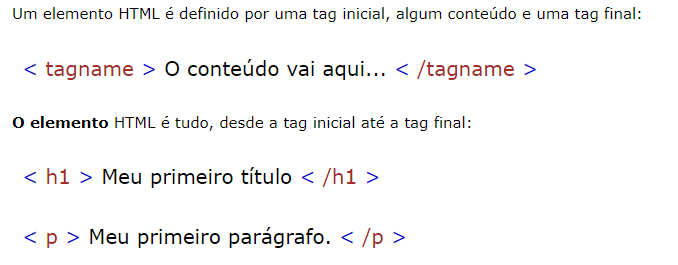 Um elemento HTML é definido por uma tag inicial, algum conteúdo e uma tag final:
< tagname > O conteúdo vai aqui... < /tagname >
O elemento HTML é tudo, desde a tag inicial até a tag final:
< h1 > Meu primeiro título < /h1 >
< p > Meu primeiro parágrafo. < /p >